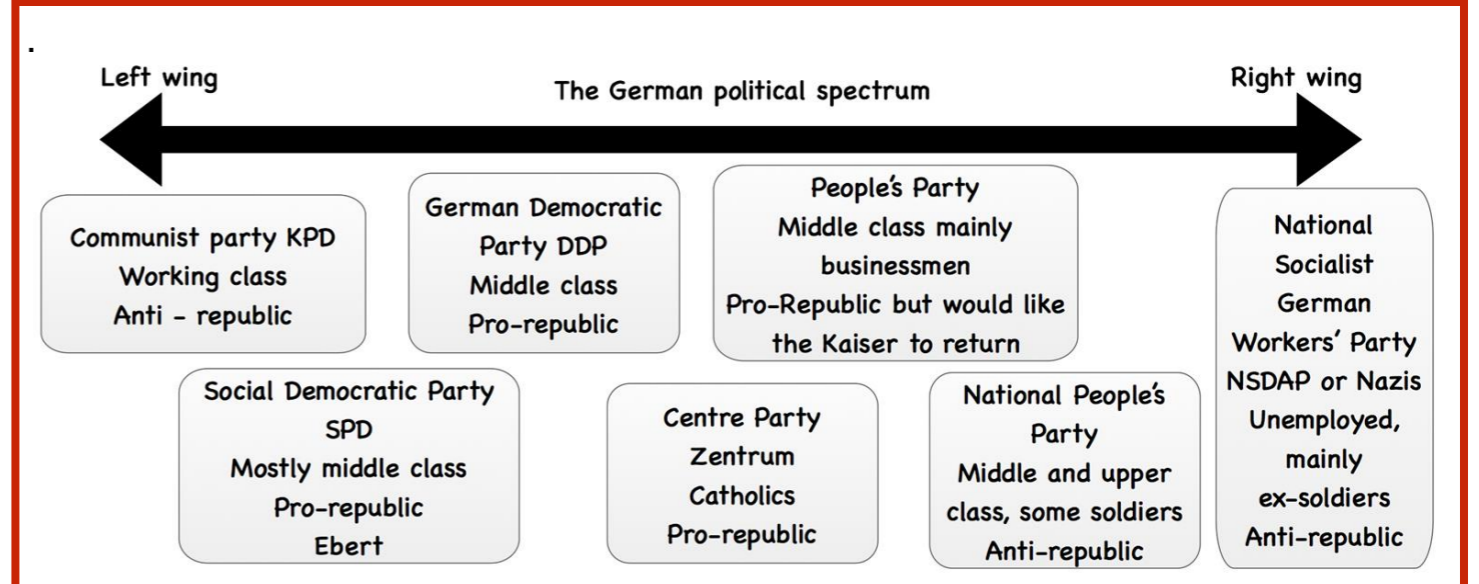 .
Left wing
The German political spectrum
Right wing
Communist party KPD
Working class
Anti - republic
Social Democratic Party
SPD
Mostly middle class
Pro-republic
Ebert
German Democratic
Party DDP
Middle class
Pro-republic
Centre Party
Zentrum
Catholics
Pro-republic
People's Party
Middle class mainly
businessmen
Pro-Republic but would like
the Kaiser to return
National People's
Party
Middle and upper
class, some soldiers
Anti-republic
National
Socialist
German
Workers' Party
NSDAP or Nazis
Unemployed,
mainly
ex-soldiers
Anti-republic